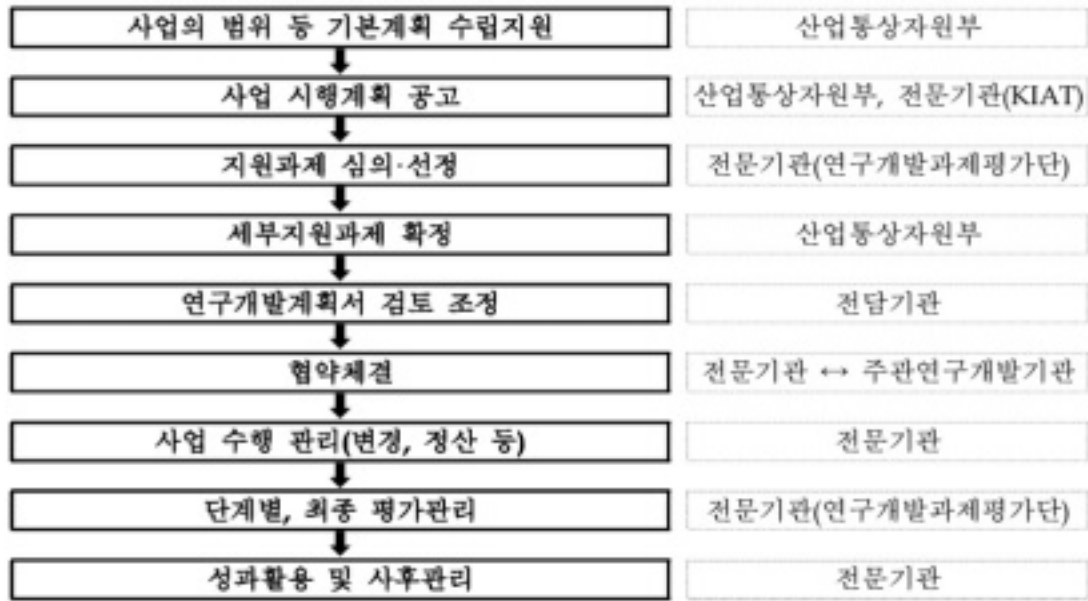 사업의 범위 등 기본계획 수립지원 산업통상자원부
사업 시행계획 공고 산업통상자원부, 전문기관(KIAT)
지원과제 심의·선정 전문기관(연구개발과제평가단)
세부지원과제 확정 산업통상자원부
연구개발계획서 검토 조정 전담기관
협약체결 전문기관 ↔ 주관연구개발기관
사업 수행 관리(변경, 정산 등) 전문기관
단계별, 최종 평가관리 전문기관(연구개발과제평가단)
성과활용 및 사후관리 전문기관